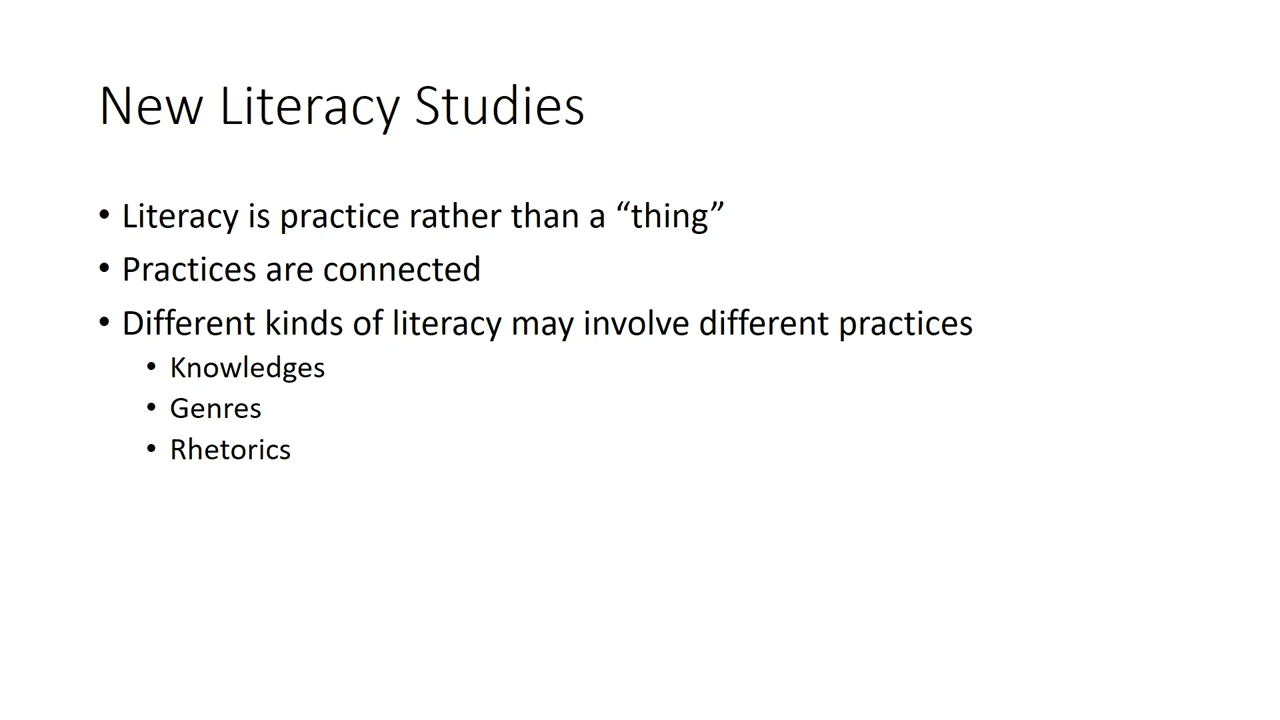 New Literacy Studies
• Literacy is practice rather than a “thing”
• Practices are connected
• Different kinds of literacy may involve different practices
• Knowledges
• Genres
• Rhetorics